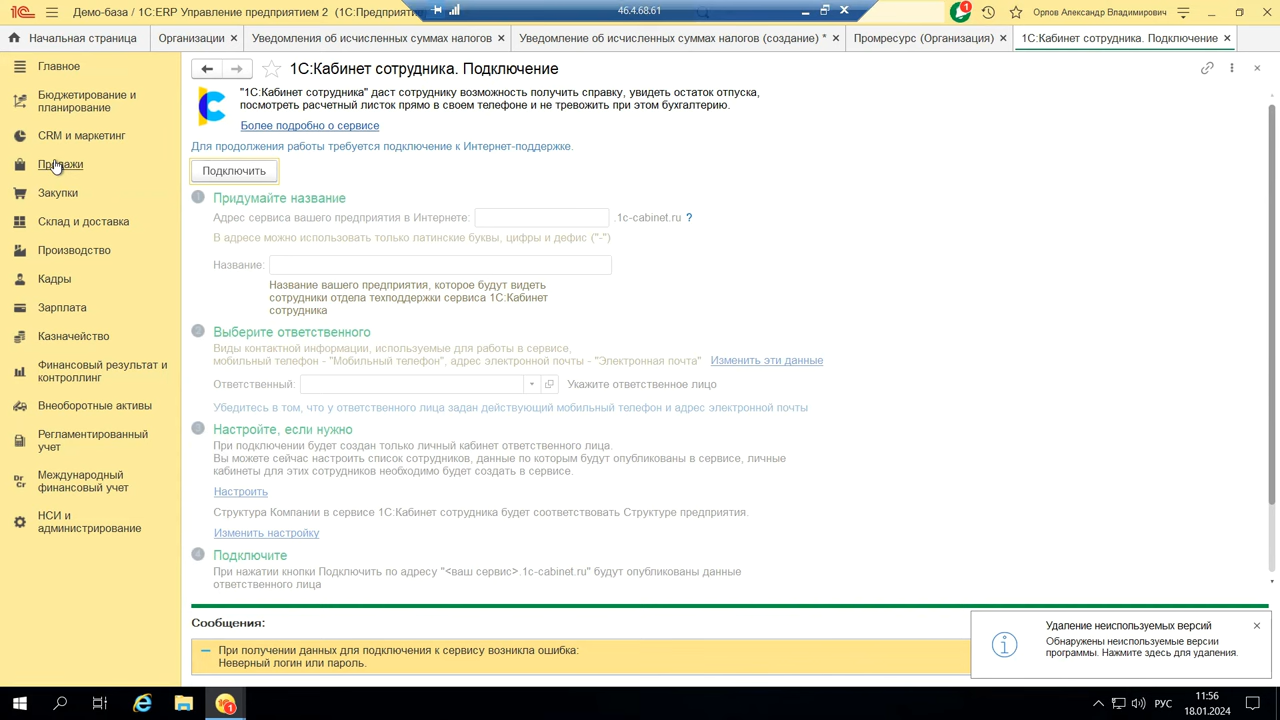 Демо-база / 1С:ERP Управление предприятием 2 (1С:Предприятие
46.4.68.61
1
Орлов Александр Владимирович
Начальная страница
Организации
Уведомления об исчисленных суммах налогов
Уведомление об исчисленных суммах налогов (создание) *
Промресурс (Организация)
1С:Кабинет сотрудника. Подключение
Главное
Бюджетирование и
планирование
CRM и маркетинг
Продажи
Закупки
Склад и доставка
Производство
Кадры
Зарплата
Казначейство
Финансовый результат и
контроллинг
Внеоборотные активы
Регламентированный
учет
Международный
финансовый учет
Dr
Cr
НСИ и
администрирование
1С:Кабинет сотрудника. Подключение
"1С:Кабинет сотрудника" даст сотруднику возможность получить справку, увидеть остаток отпуска,
посмотреть расчетный листок прямо в своем телефоне и не тревожить при этом бухгалтерию.
Более подробно о сервисе
Для продолжения работы требуется подключение к Интернет-поддержке.
Подключить
1 Придумайте название
Адрес сервиса вашего предприятия в Интернете: .1c-cabinet.ru ?
В адресе можно использовать только латинские буквы, цифры и дефис ("-")
Название:
Название вашего предприятия, которое будут видеть
сотрудники отдела техподдержки сервиса 1С:Кабинет
сотрудника
2 Выберите ответственного
Виды контактной информации, используемые для работы в сервисе,
мобильный телефон - "Мобильный телефон", адрес электронной почты - "Электронная почта" Изменить эти данные
Ответственный: Укажите ответственное лицо
Убедитесь в том, что у ответственного лица задан действующий мобильный телефон и адрес электронной почты
3 Настройте, если нужно
При подключении будет создан только личный кабинет ответственного лица.
Вы можете сейчас настроить список сотрудников, данные по которым будут опубликованы в сервисе, личные
кабинеты для этих сотрудников необходимо будет создать в сервисе.
Настроить
Структура Компании в сервисе 1С:Кабинет сотрудника будет соответствовать Структуре предприятия.
Изменить настройку
4 Подключите
При нажатии кнопки Подключить по адресу "<ваш сервис>.1c-cabinet.ru" будут опубликованы данные
ответственного лица
Сообщения:
При получении данных для подключения к сервису возникла ошибка:
Неверный логин или пароль.
Удаление неиспользуемых версий
Обнаружены неиспользуемые версии
программы. Нажмите здесь для удаления.
1
РУС
11:56
18.01.2024